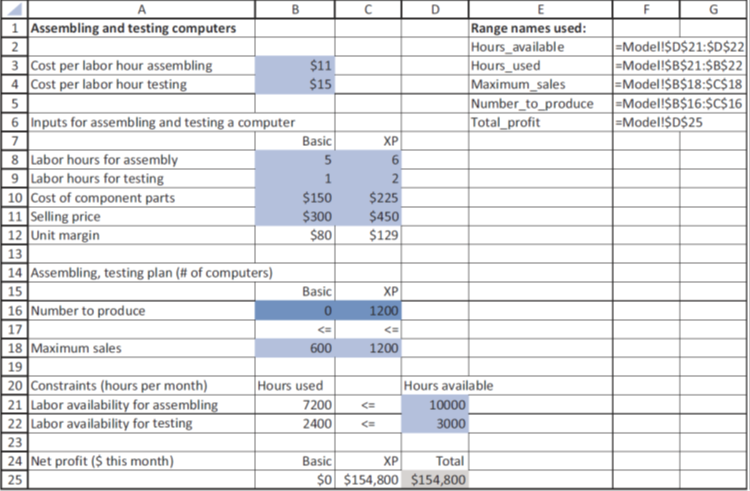 A B C D E F G
1 Assembling and testing computers Range names used:
2 Hours_available =Model!$D$21:$D$22
3 Cost per labor hour assembling $11 Hours_used =Model!$B$21:$B$22
4 Cost per labor hour testing $15 Maximum_sales =Model!$B$18:$C$18
5 Number_to_produce =Model!$B$16:$C$16
6 Inputs for assembling and testing a computer Total_profit =Model!$D$25
7 Basic XP
8 Labor hours for assembly 5 6
9 Labor hours for testing 1 2
10 Cost of component parts $150 $225
11 Selling price $300 $450
12 Unit margin $80 $129
13
14 Assembling, testing plan (# of computers)
15 Basic XP
16 Number to produce 0 1200
17 <= <=
18 Maximum sales 600 1200
19
20 Constraints (hours per month) Hours used Hours available
21 Labor availability for assembling 7200 <= 10000
22 Labor availability for testing 2400 <= 3000
23
24 Net profit ($ this month) Basic XP Total
25 $0 $154,800 $154,800